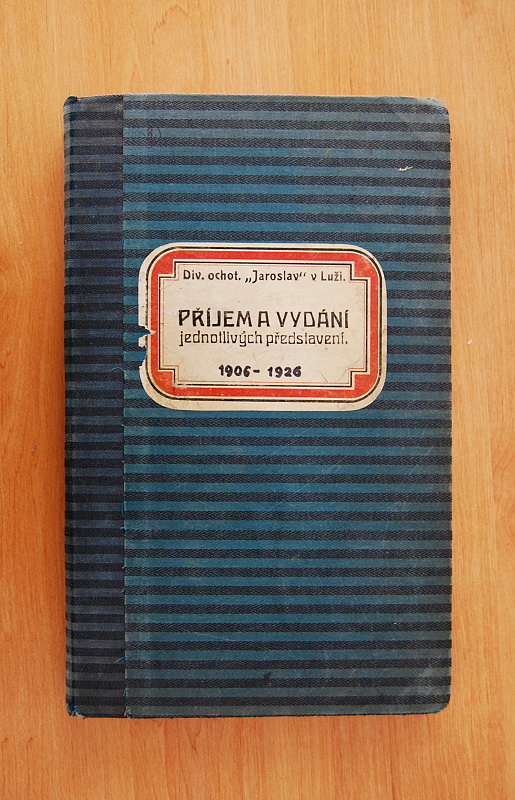 Div. ochot. „Jaroslav" v Luži.
PŘÍJEM A VYDÁNÍ
jednotlivých představení.
1906 - 1926